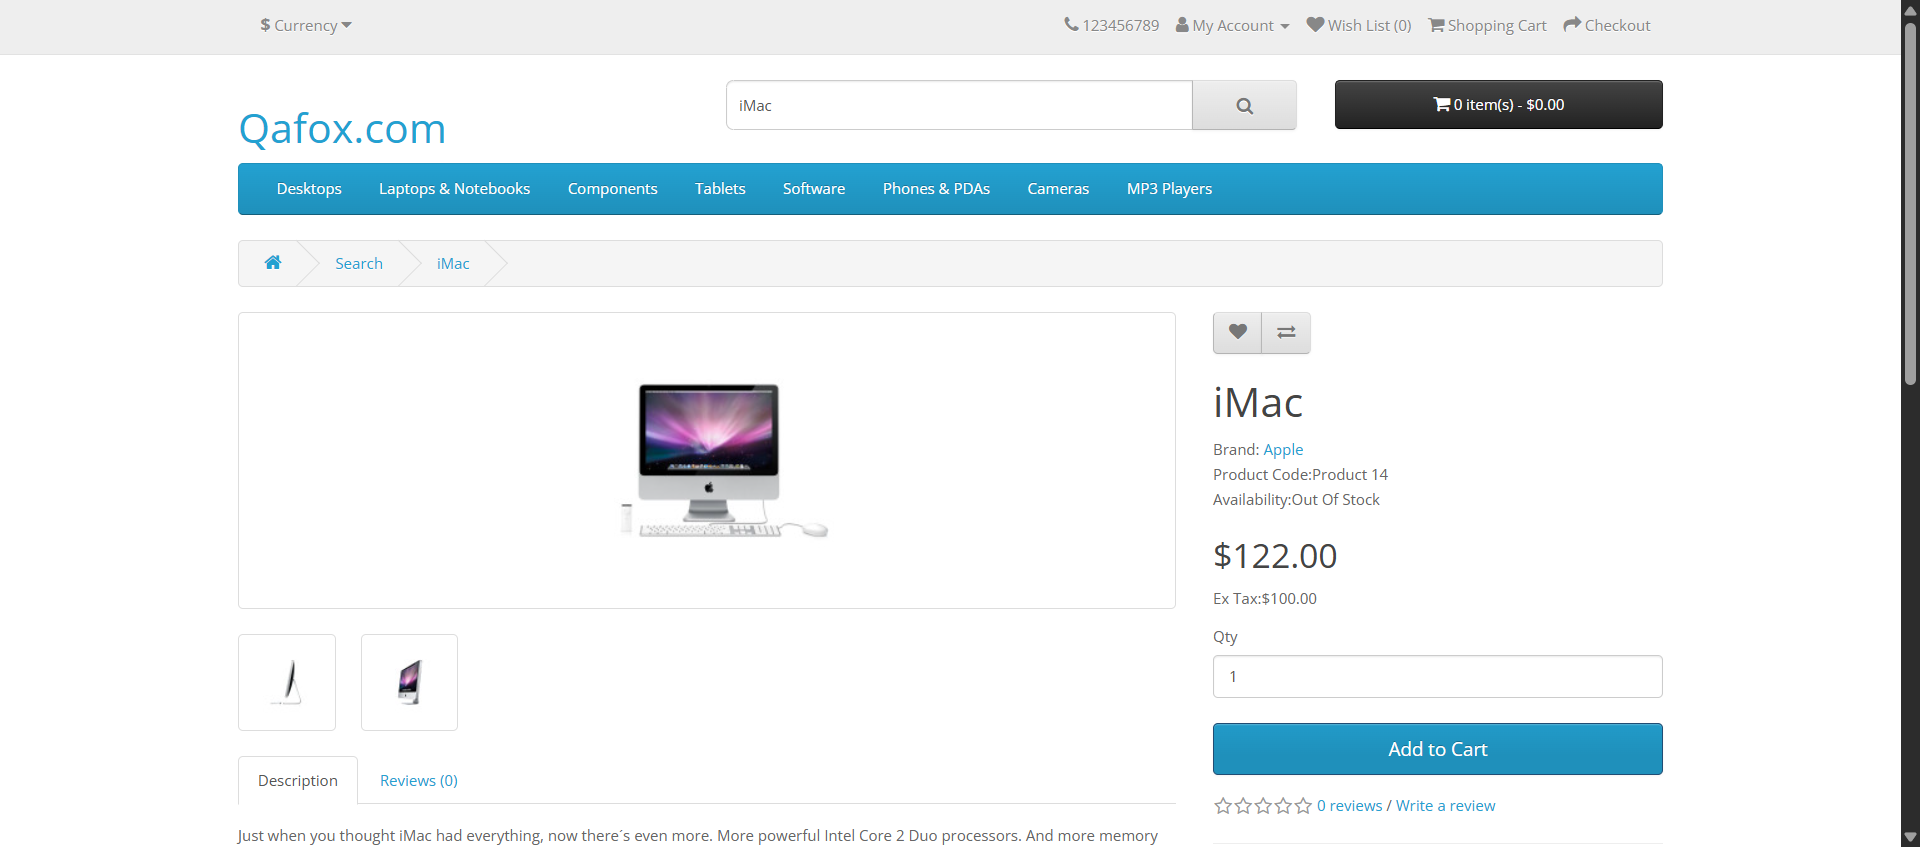 $ Currency
123456789 My Account Wish List (0) Shopping Cart Checkout
Qafox.com
iMac
0 item(s) - $0.00
Desktops Laptops & Notebooks Components Tablets Software Phones & PDAs Cameras MP3 Players
Search iMac
iMac
Brand: Apple
Product Code:Product 14
Availability:Out Of Stock
$122.00
Ex Tax:$100.00
Qty
1
Add to Cart
0 reviews / Write a review
Description Reviews (0)
Just when you thought iMac had everything, now there´s even more. More powerful Intel Core 2 Duo processors. And more memory